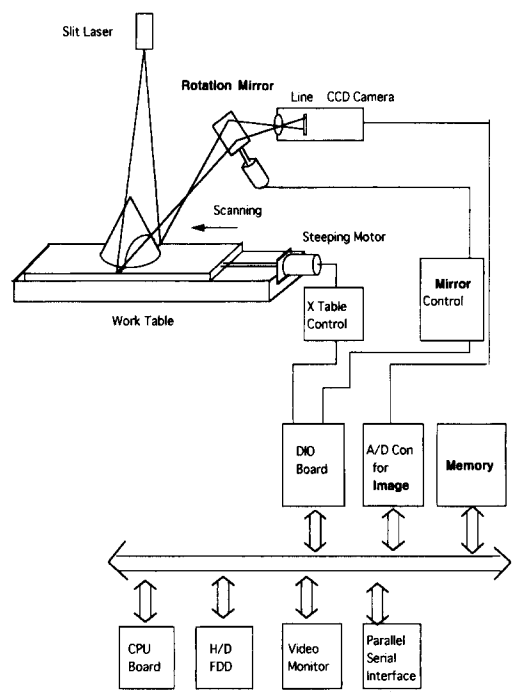 Slit Laser
Rotation Mirror
Line CCD Camera
Scanning
Steeping Motor
Work Table
X Table
Control
Mirror
Control
DIO
Board
A/D Con
for
Image
Memory
CPU
Board
H/D
FDD
Video
Monitor
Parallel
Serial
Interface